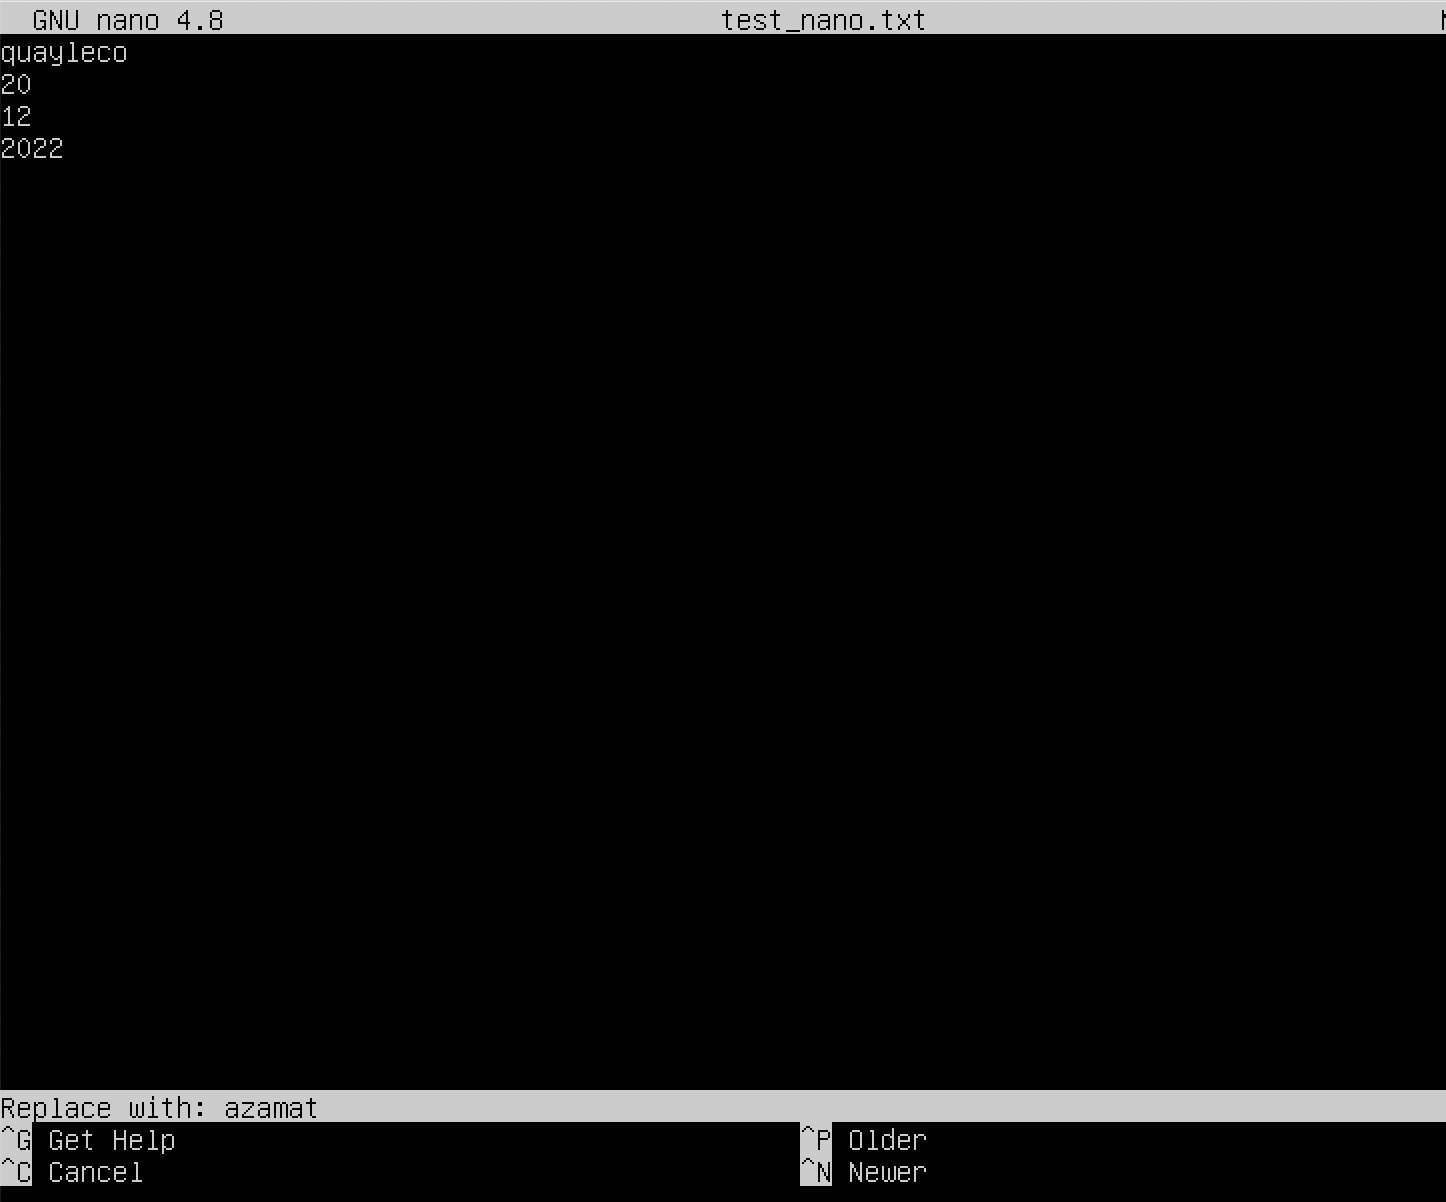 GNU nano 4.8 test_nano.txt
quayleco
20
12
2022
Replace with: azamat
^G Get Help ^P Older
^C Cancel ^N Newer